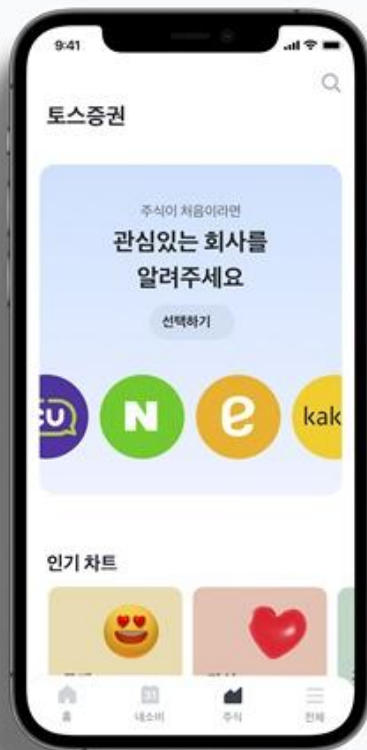 9:41
토스증권
주식이 처음이라면
관심있는 회사를
알려주세요
선택하기
CU
N
e
kak
인기 차트
31
홈
내소비
주식
전체